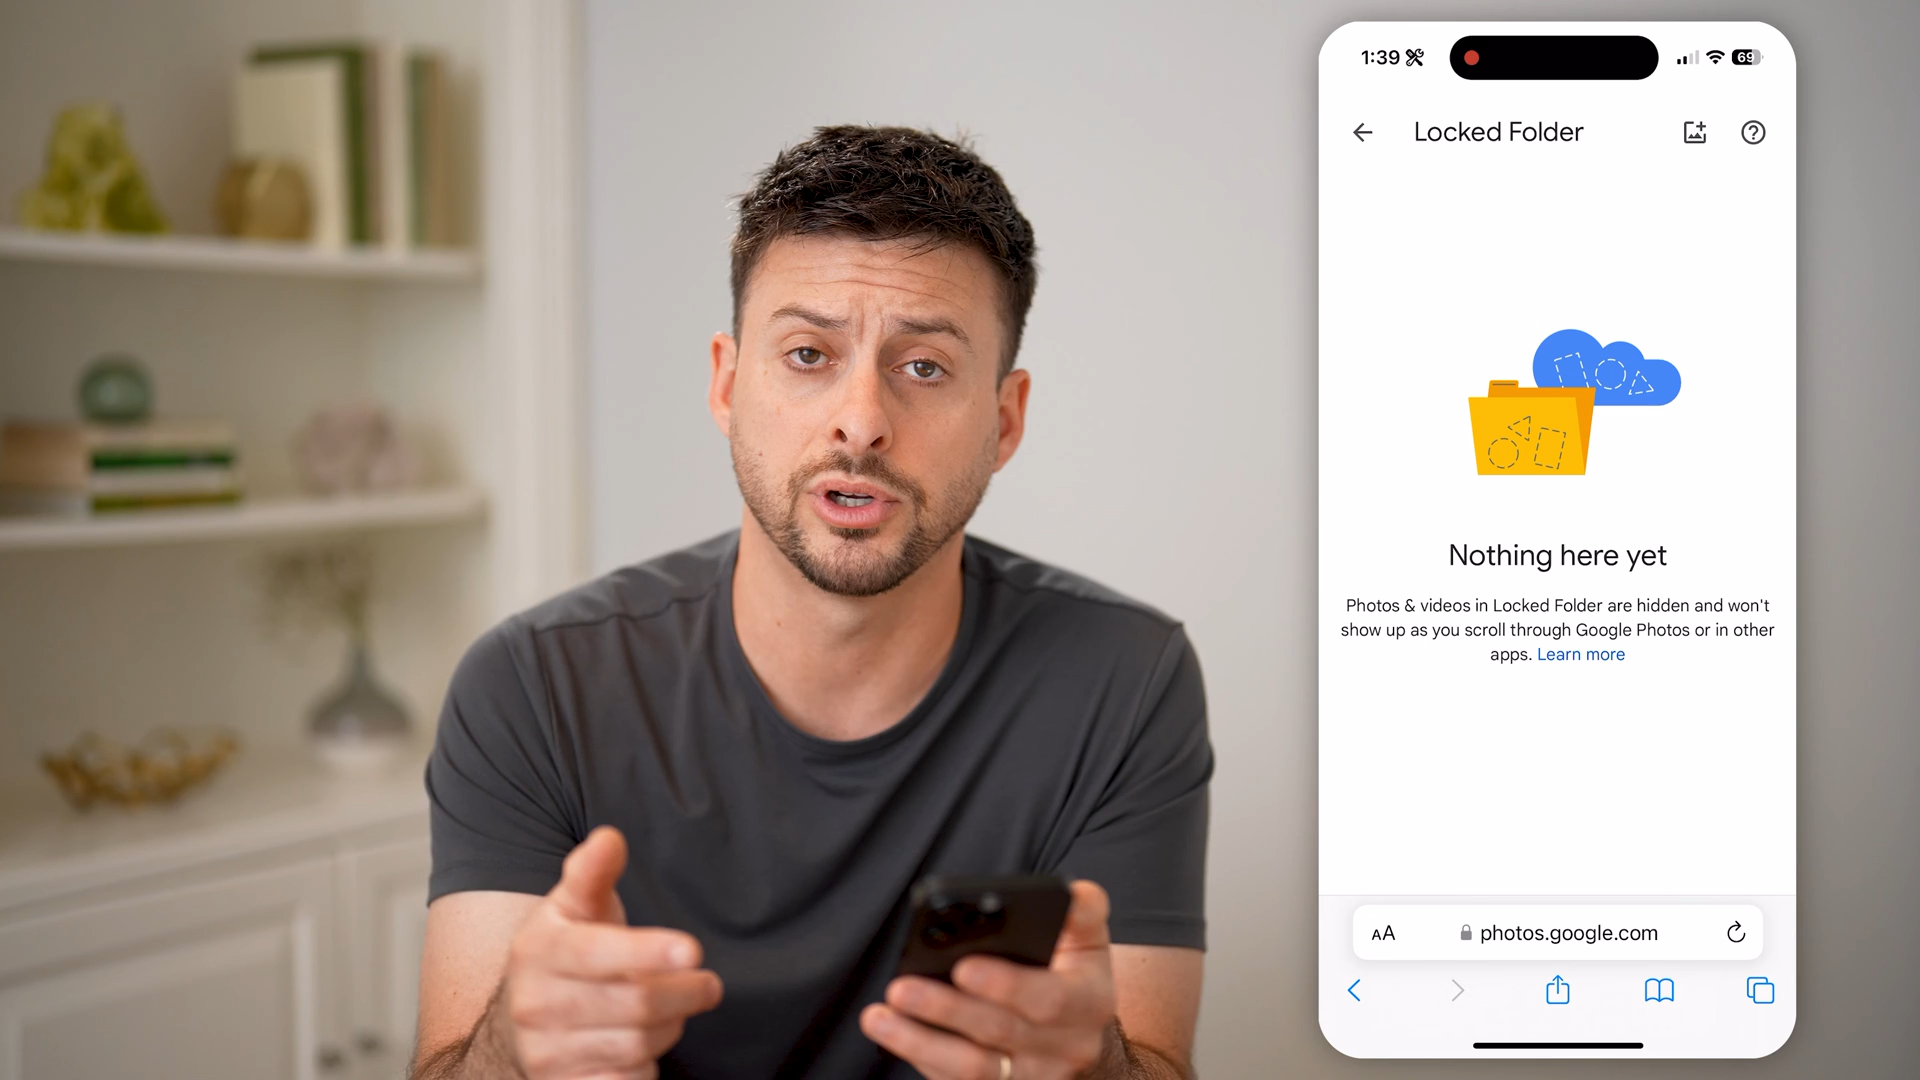 1:39
69
Locked Folder
Nothing here yet
Photos & videos in Locked Folder are hidden and won't
show up as you scroll through Google Photos or in other
apps. Learn more
AA
photos.google.com